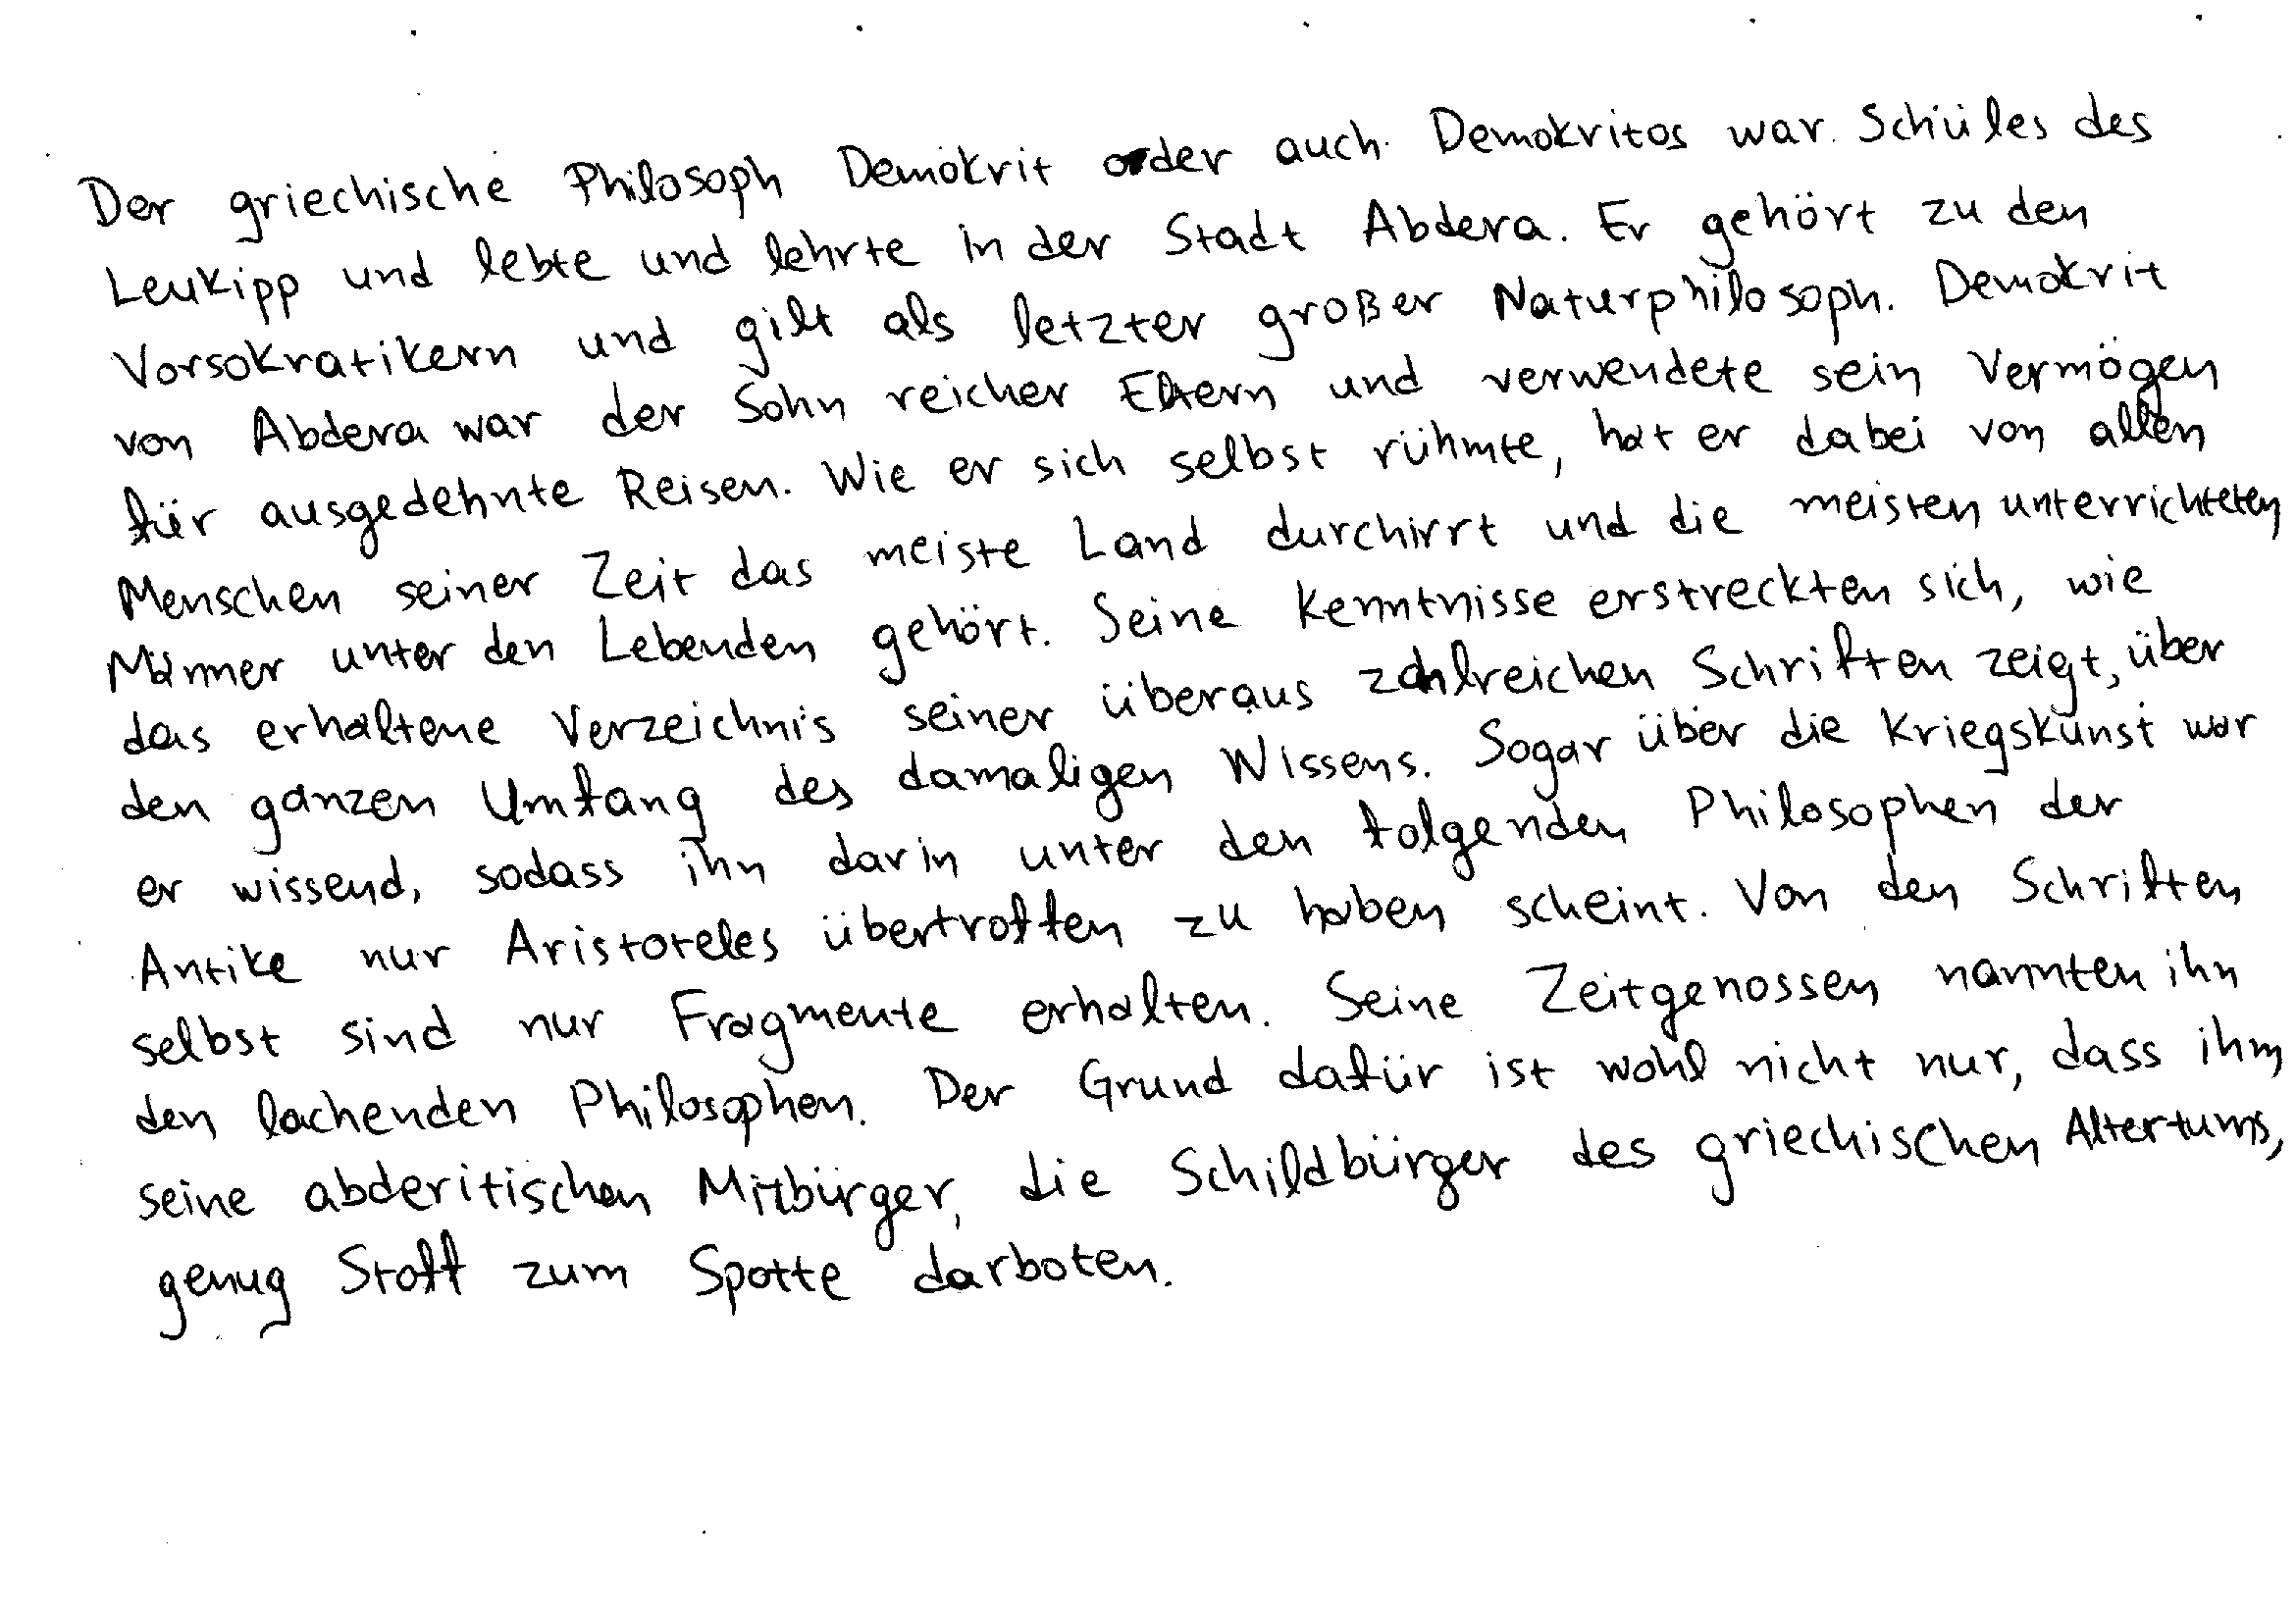 Der griechische Philosoph Demokrit oder auch Demokritos war Schüles des
Leukipp und lebte und lehrte in der Stadt Abdera. Er gehört zu den
Vorsokratikern und gilt als letzter großer Naturphilosoph. Demokrit
von Abdera war der Sohn reicher Eltern und verwendete sein Vermögen
für ausgedehnte Reisen. Wie er sich selbst rühmte, hat er dabei von allen
Menschen seiner Zeit das meiste Land durchirrt und die meisten unterrichteten
Männer unter den Lebenden gehört. Seine Kenntnisse erstreckten sich, wie
das erhaltene Verzeichnis seiner überaus zahlreichen Schriften zeigt, über
den ganzen Umfang des damaligen Wissens. Sogar über die Kriegskunst war
er wissend, sodass ihn darin unter den folgenden Philosophen der
Antike nur Aristoteles übertroffen zu haben scheint. Von den Schriften
selbst sind nur Fragmente erhalten. Seine Zeitgenossen nannten ihn
den lachenden Philosophen. Der Grund dafür ist wohl nicht nur, dass ihm
seine abderitischen Mitbürger, die Schildbürger des griechischen Altertums,
genug Stoff zum Spotte darboten.